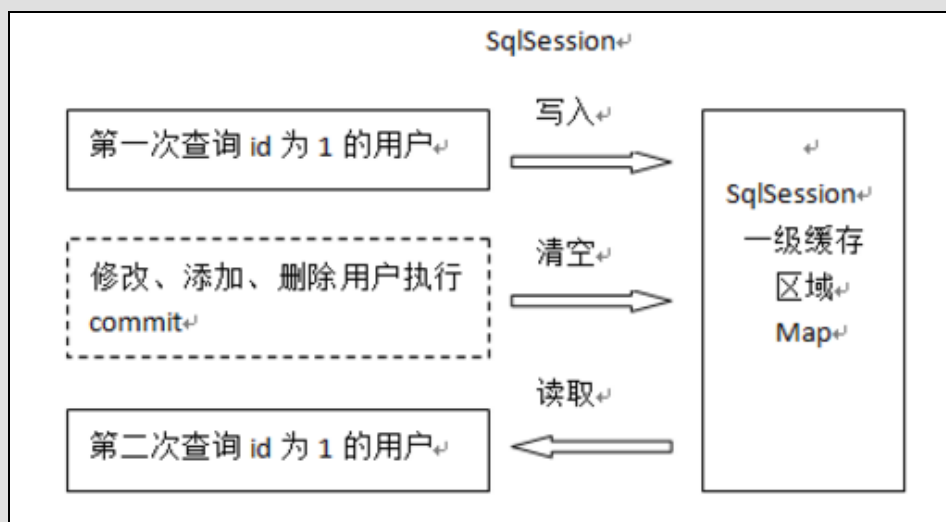 SqlSession↵
第一次查询 id 为 1 的用户↵
写入↵
修改、添加、删除用户执行
commit↵
清空↵
第二次查询 id 为 1 的用户↵
读取↵
↵
SqlSession↵
一级缓存
区域↵
Map↵